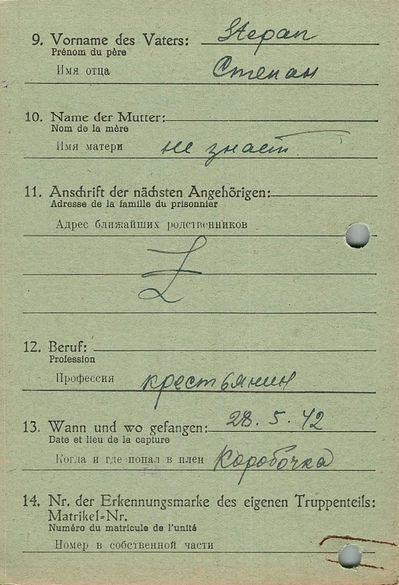 9. Vorname des Vaters: Stepan
Prénom du père
Имя отца Степан
10. Name der Mutter:
Nom de la mère
Имя матери не знает
11. Anschrift der nächsten Angehörigen:
Adresse de la famille du prisonnier
Адрес ближайших родственников
12. Beruf:
Profession
Профессия крестьянин
13. Wann und wo gefangen: 28. 5. 42
Date et lieu de la capture
Когда и где попал в плен Коробочка
14. Nr. der Erkennungsmarke des eigenen Truppenteils:
Matrikel=Nr.
Numéro du matricule de l'unité
Номер в собственной части